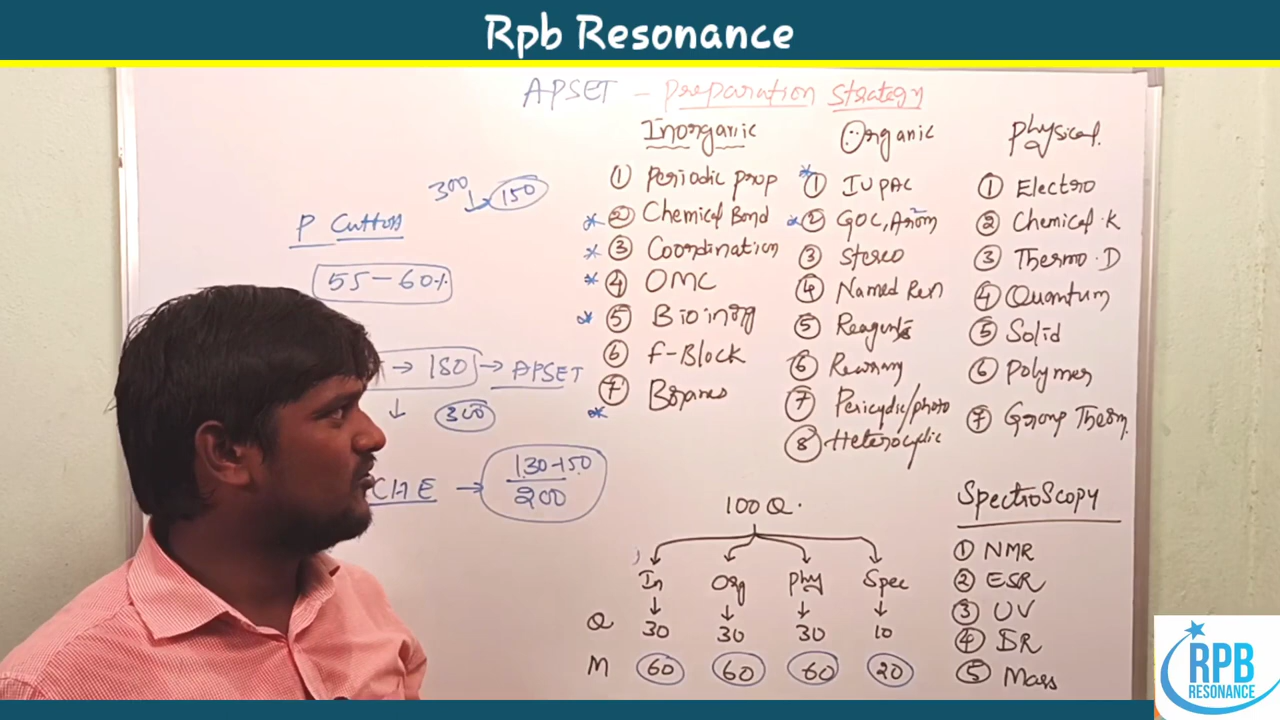 Rpb Resonance
APSET - Preparation Strategy
300
150
P Cuttoss
55-60%
→ 180 → APSET
300
CHE → 130-150
200
Inorganic
① Periodic prop
* ② Chemical Bond
* ③ Coordination
* ④ OMC
* ⑤ Bioinorg
⑥ F-Block
⑦ Boranes
*
Organic
* ① IUPAC
* ② GOC, Arom
③ Stereo
④ Named Rxn
⑤ Reagents
⑥ Rearrang
⑦ Pericyclic/photo
⑧ Heterocyclic
Physical.
① Electro
② Chemical.K
③ Thermo.D
④ Quantum
⑤ Solid
⑥ Polymer
⑦ Group Theory.
100 Q.
In Org Phy Spec
Q 30 30 30 10
M 60 60 60 20
SpectroScopy
① NMR
② ESR
③ UV
④ IR
⑤ Mass
RPB
RESONANCE